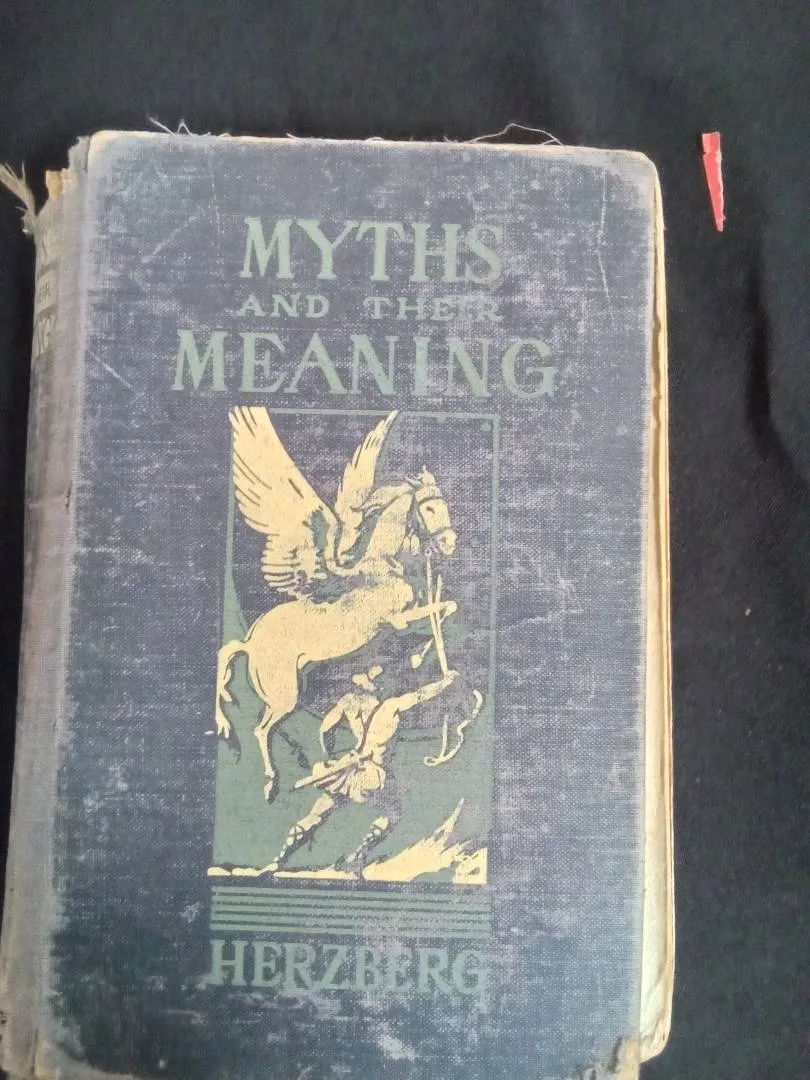 MYTHS
AND THEIR
MEANING
HERZBERG